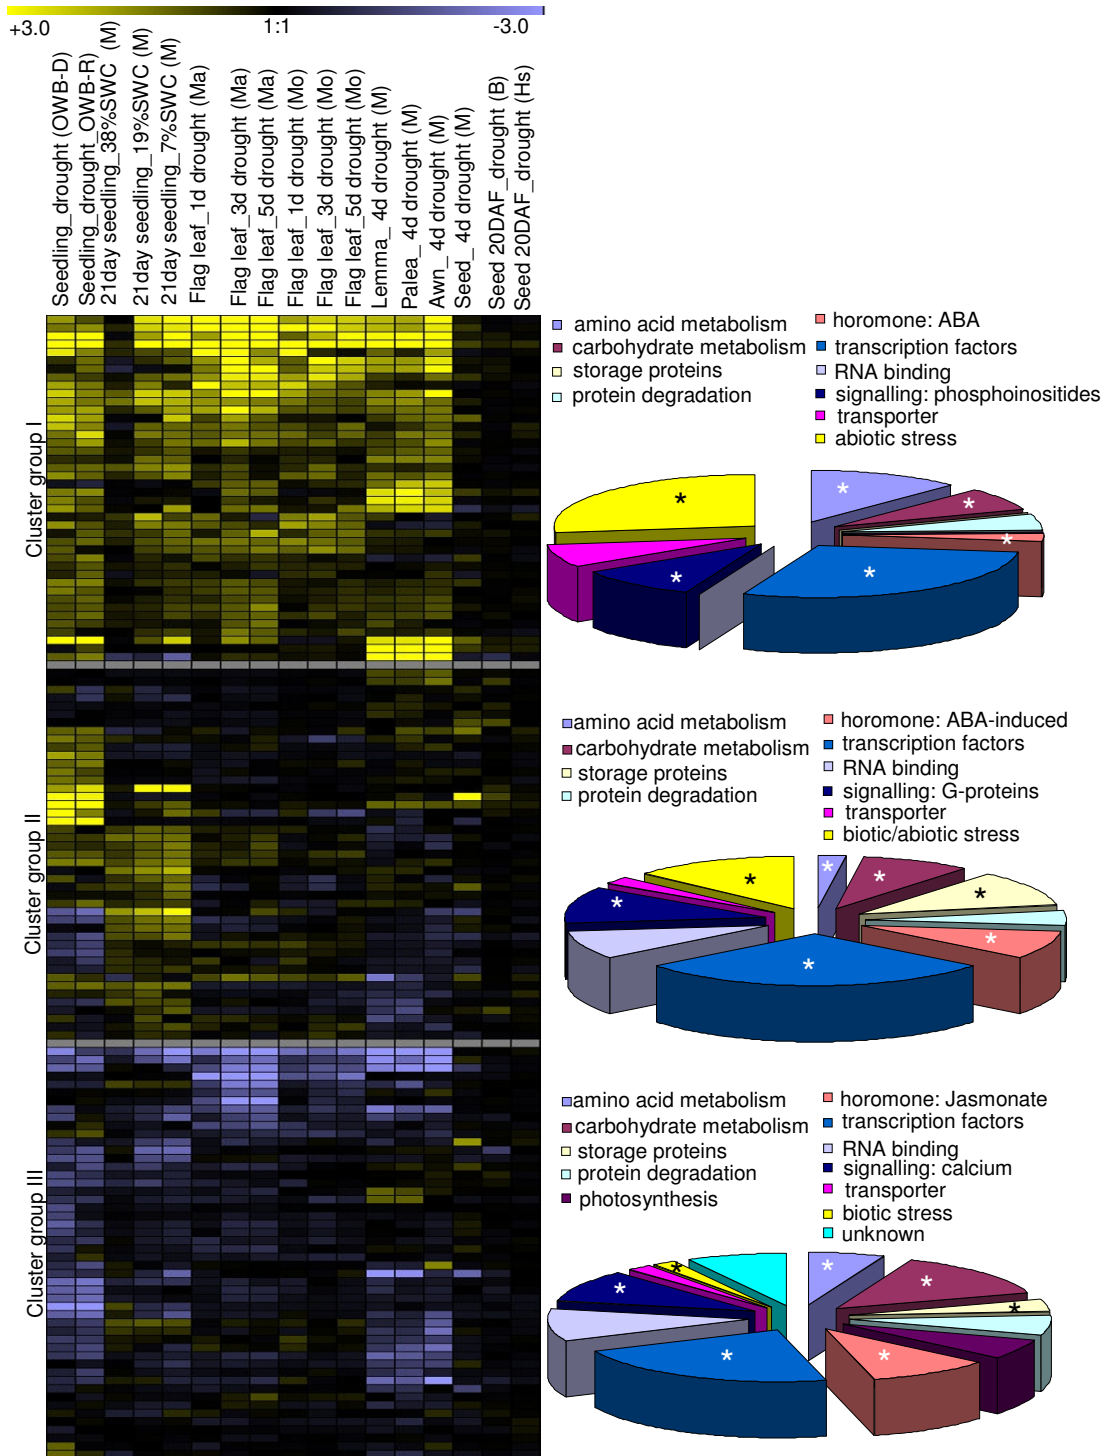 +3.0
1:1
-3.0
Seedling_drought (OWB-D)
Seedling_drought_OWB-R)
21day seedling_38%SWC (M)
21day seedling_19%SWC (M)
21day seedling_7%SWC (M)
Flag leaf_1d drought (Ma)
Flag leaf_3d drought (Ma)
Flag leaf_5d drought (Ma)
Flag leaf_1d drought (Mo)
Flag leaf_3d drought (Mo)
Flag leaf_5d drought (Mo)
Lemma_ 4d drought (M)
Palea_ 4d drought (M)
Awn_ 4d drought (M)
Seed_ 4d drought (M)
Seed 20DAF_drought (B)
Seed 20DAF_drought (Hs)
Cluster group I
amino acid metabolism
carbohydrate metabolism
storage proteins
protein degradation
horomone: ABA
transcription factors
RNA binding
signalling: phosphoinositides
transporter
abiotic stress
*
*
*
*
*
*
Cluster group II
amino acid metabolism
carbohydrate metabolism
storage proteins
protein degradation
horomone: ABA-induced
transcription factors
RNA binding
signalling: G-proteins
transporter
biotic/abiotic stress
*
*
*
*
*
*
*
Cluster group III
amino acid metabolism
carbohydrate metabolism
storage proteins
protein degradation
photosynthesis
horomone: Jasmonate
transcription factors
RNA binding
signalling: calcium
transporter
biotic stress
unknown
*
*
*
*
*
*
*